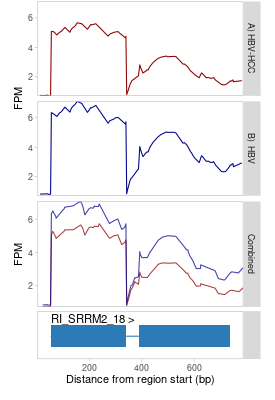 6
4
2
A) HBV-HCC
FPM
6
4
2
B) HBV
6
4
2
FPM
Combined
RI_SRRM2_18 >
200 400 600
Distance from region start (bp)